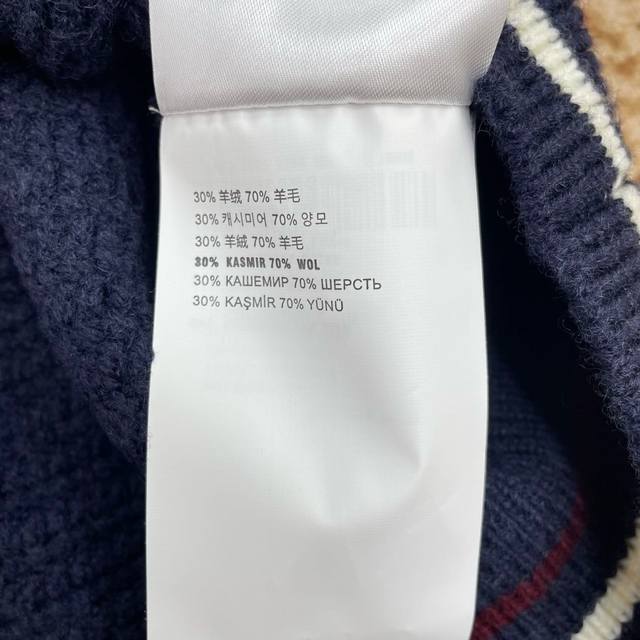 30% 羊绒 70% 羊毛
30% 캐시미어 70% 양모
30% 羊绒 70% 羊毛
30% KASMIR 70% WOL
30% КАШЕМИР 70% ШЕРСТЬ
30% KAŞMİR 70% YÜNÜ